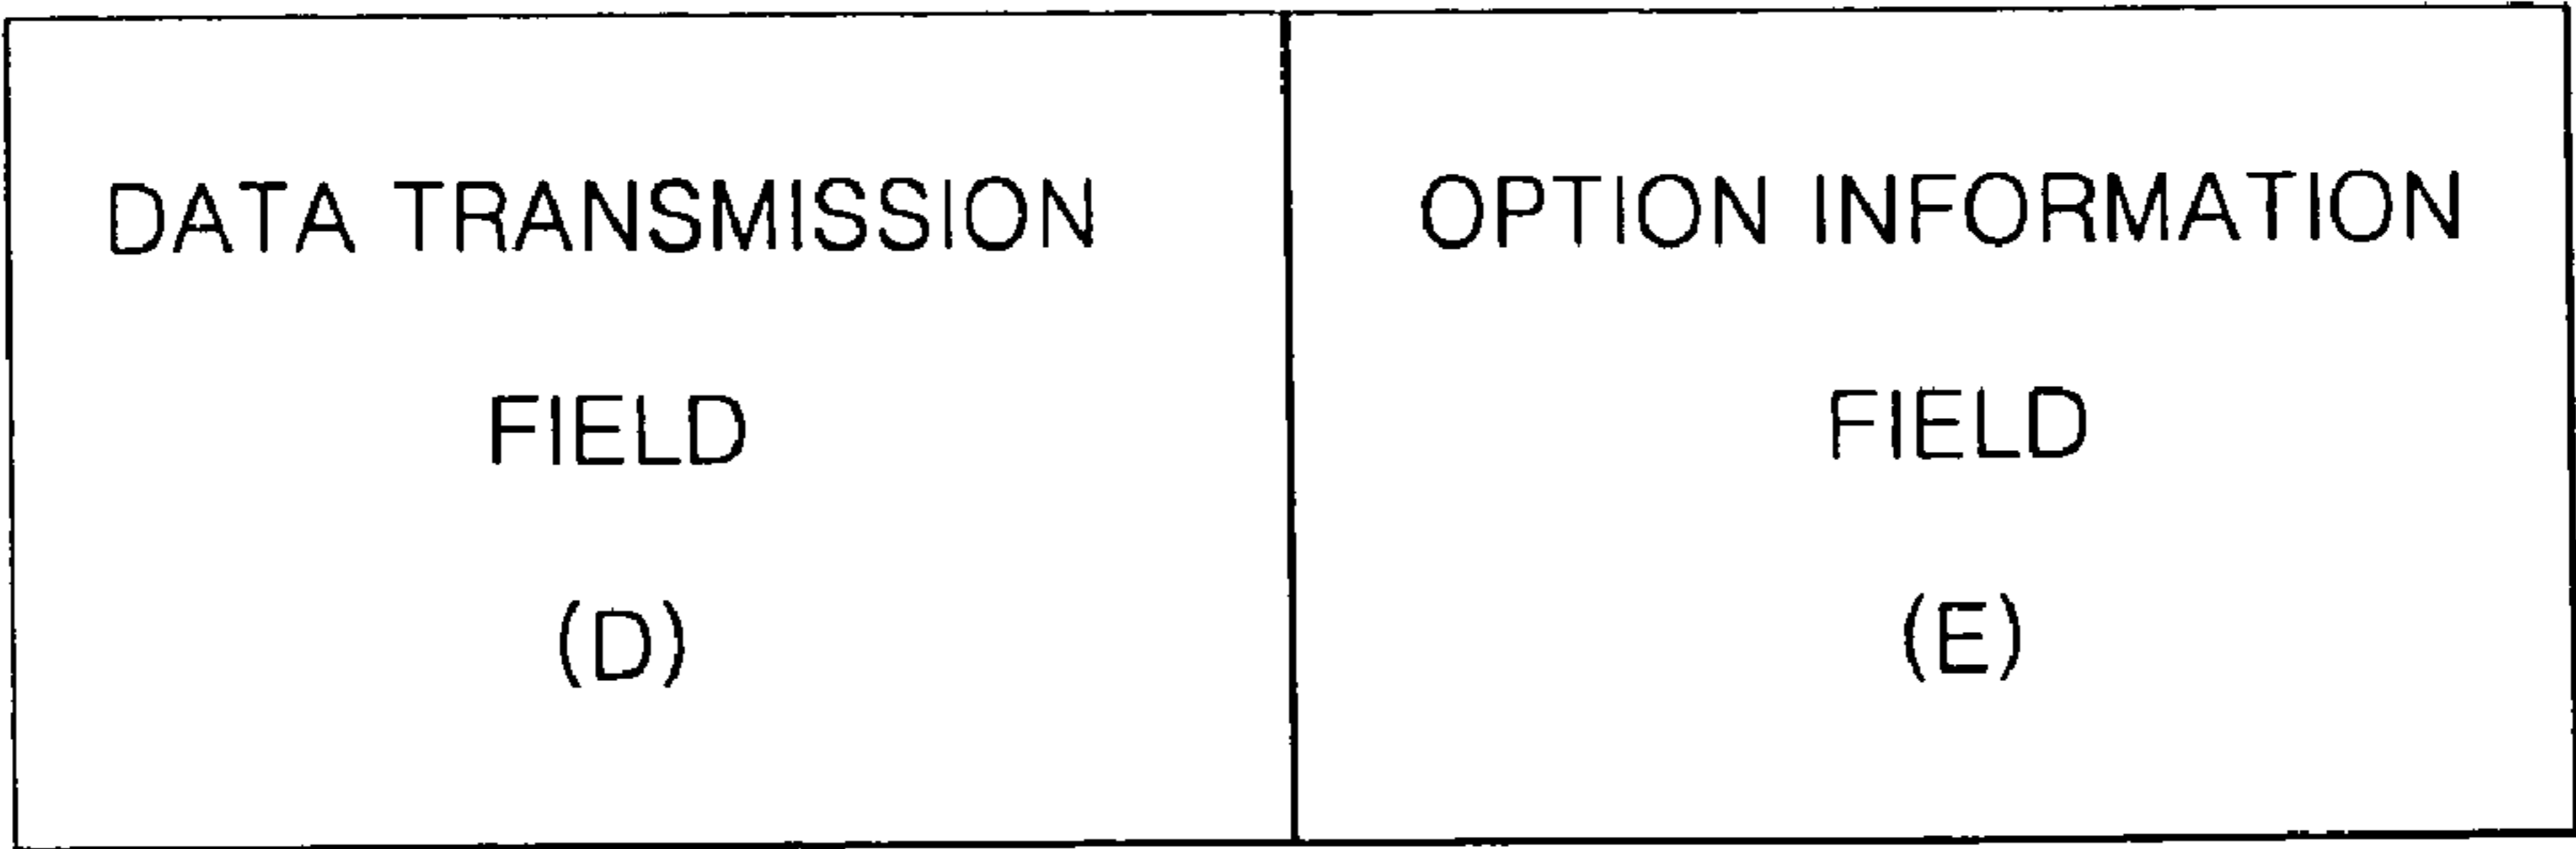 DATA TRANSMISSION
FIELD
(D)
OPTION INFORMATION
FIELD
(E)